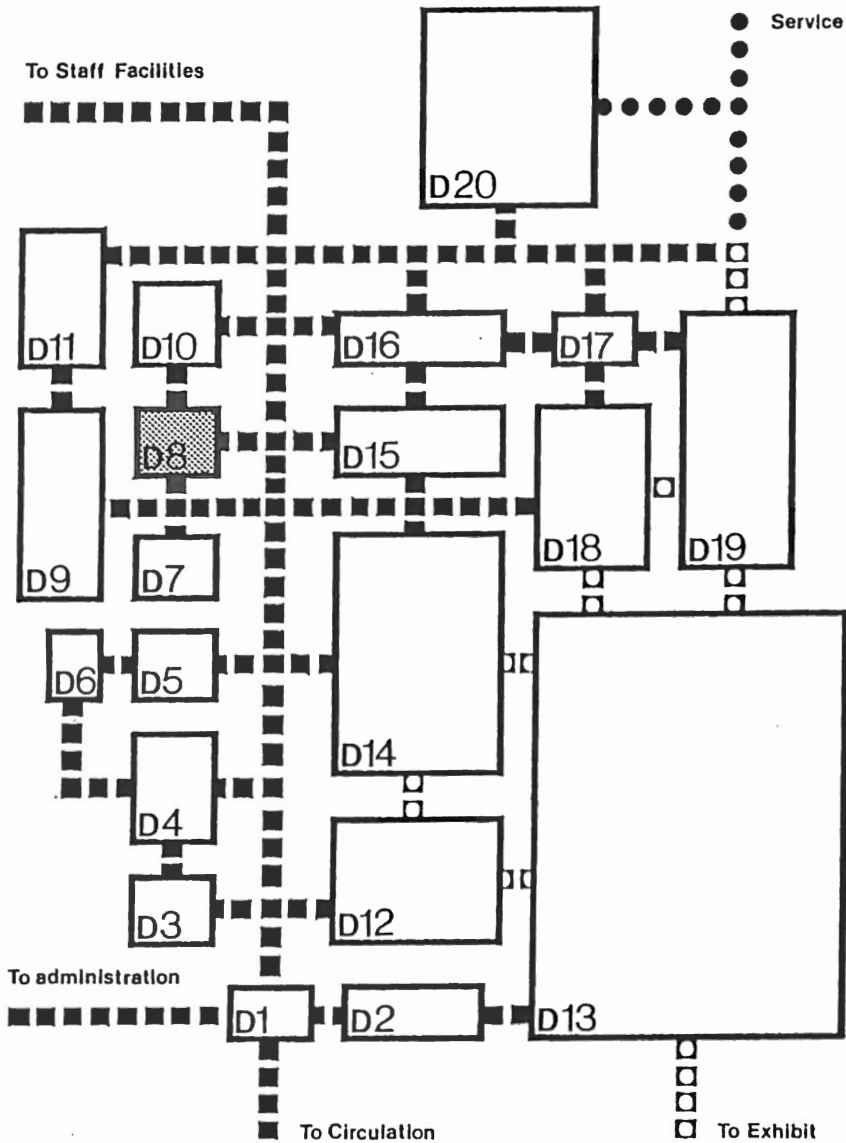 Service
To Staff Facilities
D20
D11
D10
D16
D17
D8
D15
D9
D7
D18
D19
D6
D5
D14
D4
D3
D12
To administration
D1
D2
D13
To Circulation
To Exhibit